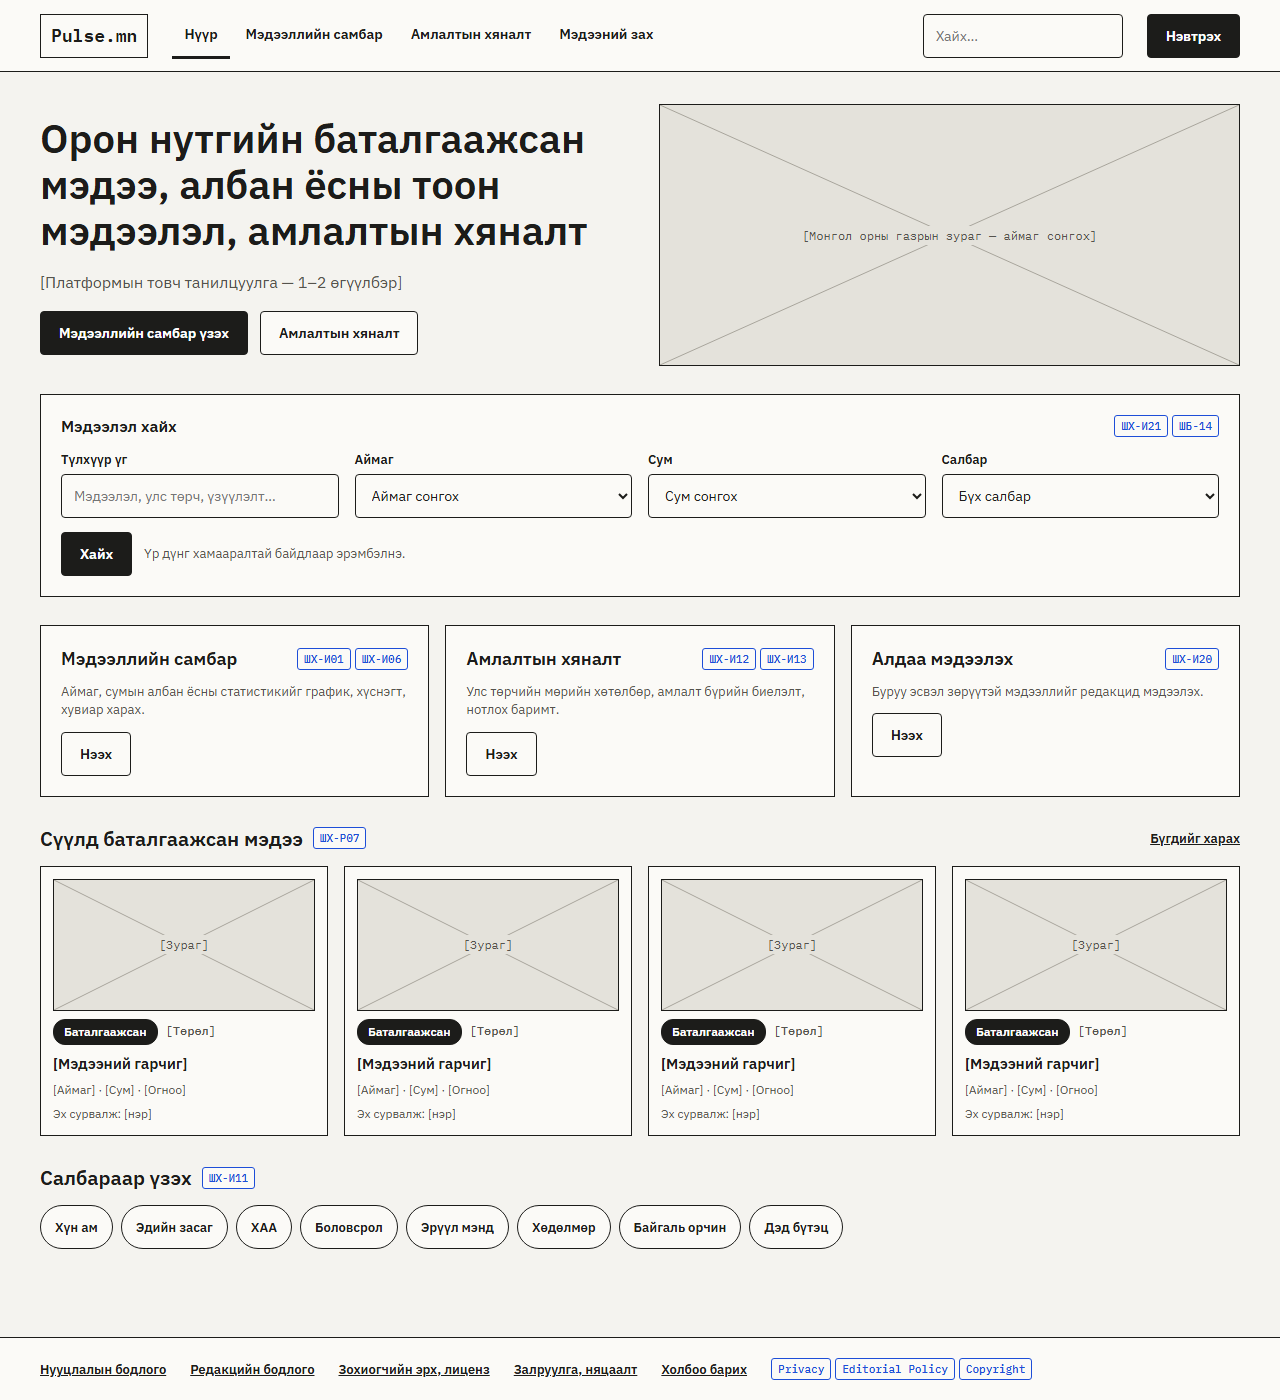 Pulse.mn
Нүүр
Мэдээллийн самбар
Амлалтын хяналт
Мэдээний зах
Хайх...
Нэвтрэх
Орон нутгийн баталгаажсан
мэдээ, албан ёсны тоон
мэдээлэл, амлалтын хяналт
[Платформын товч танилцуулга — 1–2 өгүүлбэр]
Мэдээллийн самбар үзэх
Амлалтын хяналт
[Монгол орны газрын зураг — аймаг сонгох]
Мэдээлэл хайх
ШХ-И21
ШБ-14
Түлхүүр үг
Аймаг
Сум
Салбар
Мэдээлэл, улс төрч, үзүүлэлт...
Аймаг сонгох
Сум сонгох
Бүх салбар
Хайх
Үр дүнг хамааралтай байдлаар эрэмбэлнэ.
Мэдээллийн самбар
ШХ-И01
ШХ-И06
Аймаг, сумын албан ёсны статистикийг график, хүснэгт,
хувиар харах.
Нээх
Амлалтын хяналт
ШХ-И12
ШХ-И13
Улс төрчийн мөрийн хөтөлбөр, амлалт бүрийн биелэлт,
нотлох баримт.
Нээх
Алдаа мэдээлэх
ШХ-И20
Буруу эсвэл зөрүүтэй мэдээллийг редакцид мэдээлэх.
Нээх
Сүүлд баталгаажсан мэдээ
ШХ-Р07
Бүгдийг харах
[Зураг]
Баталгаажсан
[Төрөл]
[Мэдээний гарчиг]
[Аймаг] · [Сум] · [Огноо]
Эх сурвалж: [нэр]
[Зураг]
Баталгаажсан
[Төрөл]
[Мэдээний гарчиг]
[Аймаг] · [Сум] · [Огноо]
Эх сурвалж: [нэр]
[Зураг]
Баталгаажсан
[Төрөл]
[Мэдээний гарчиг]
[Аймаг] · [Сум] · [Огноо]
Эх сурвалж: [нэр]
[Зураг]
Баталгаажсан
[Төрөл]
[Мэдээний гарчиг]
[Аймаг] · [Сум] · [Огноо]
Эх сурвалж: [нэр]
Салбараар үзэх
ШХ-И11
Хүн ам
Эдийн засаг
ХАА
Боловсрол
Эрүүл мэнд
Хөдөлмөр
Байгаль орчин
Дэд бүтэц
Нууцлалын бодлого
Редакцийн бодлого
Зохиогчийн эрх, лиценз
Залруулга, няцаалт
Холбоо барих
Privacy
Editorial Policy
Copyright